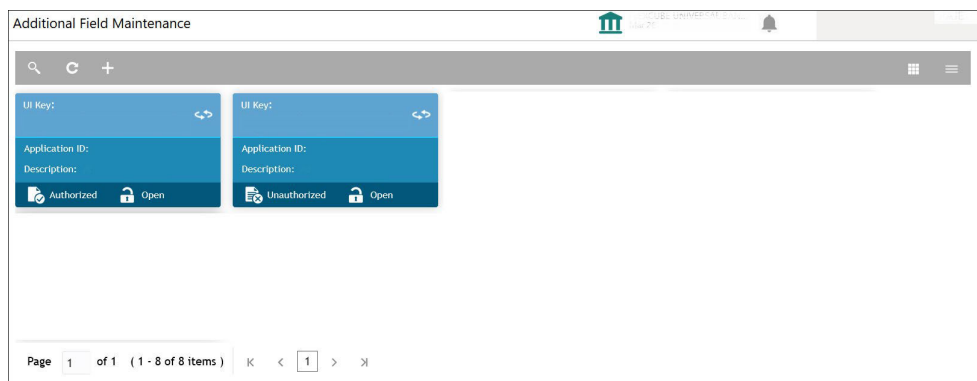 Additional Field Maintenance
UI Key:
Application ID:
Description:
Authorized Open
UI Key:
Application ID:
Description:
Unauthorized Open
Page 1 of 1 ( 1 - 8 of 8 items ) 1